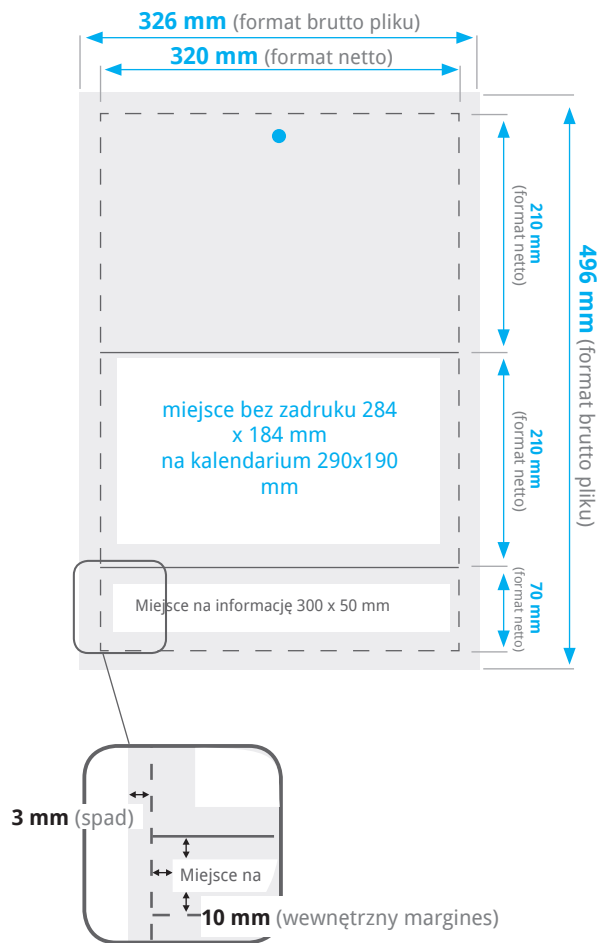 326 mm (format brutto pliku)
320 mm (format netto)
210 mm
(format netto)
496 mm (format brutto pliku)
miejsce bez zadruku 284
x 184 mm
na kalendarium 290x190
mm
210 mm
(format netto)
Miejsce na informację 300 x 50 mm
70 mm
(format netto)
3 mm (spad)
Miejsce na
10 mm (wewnętrzny margines)